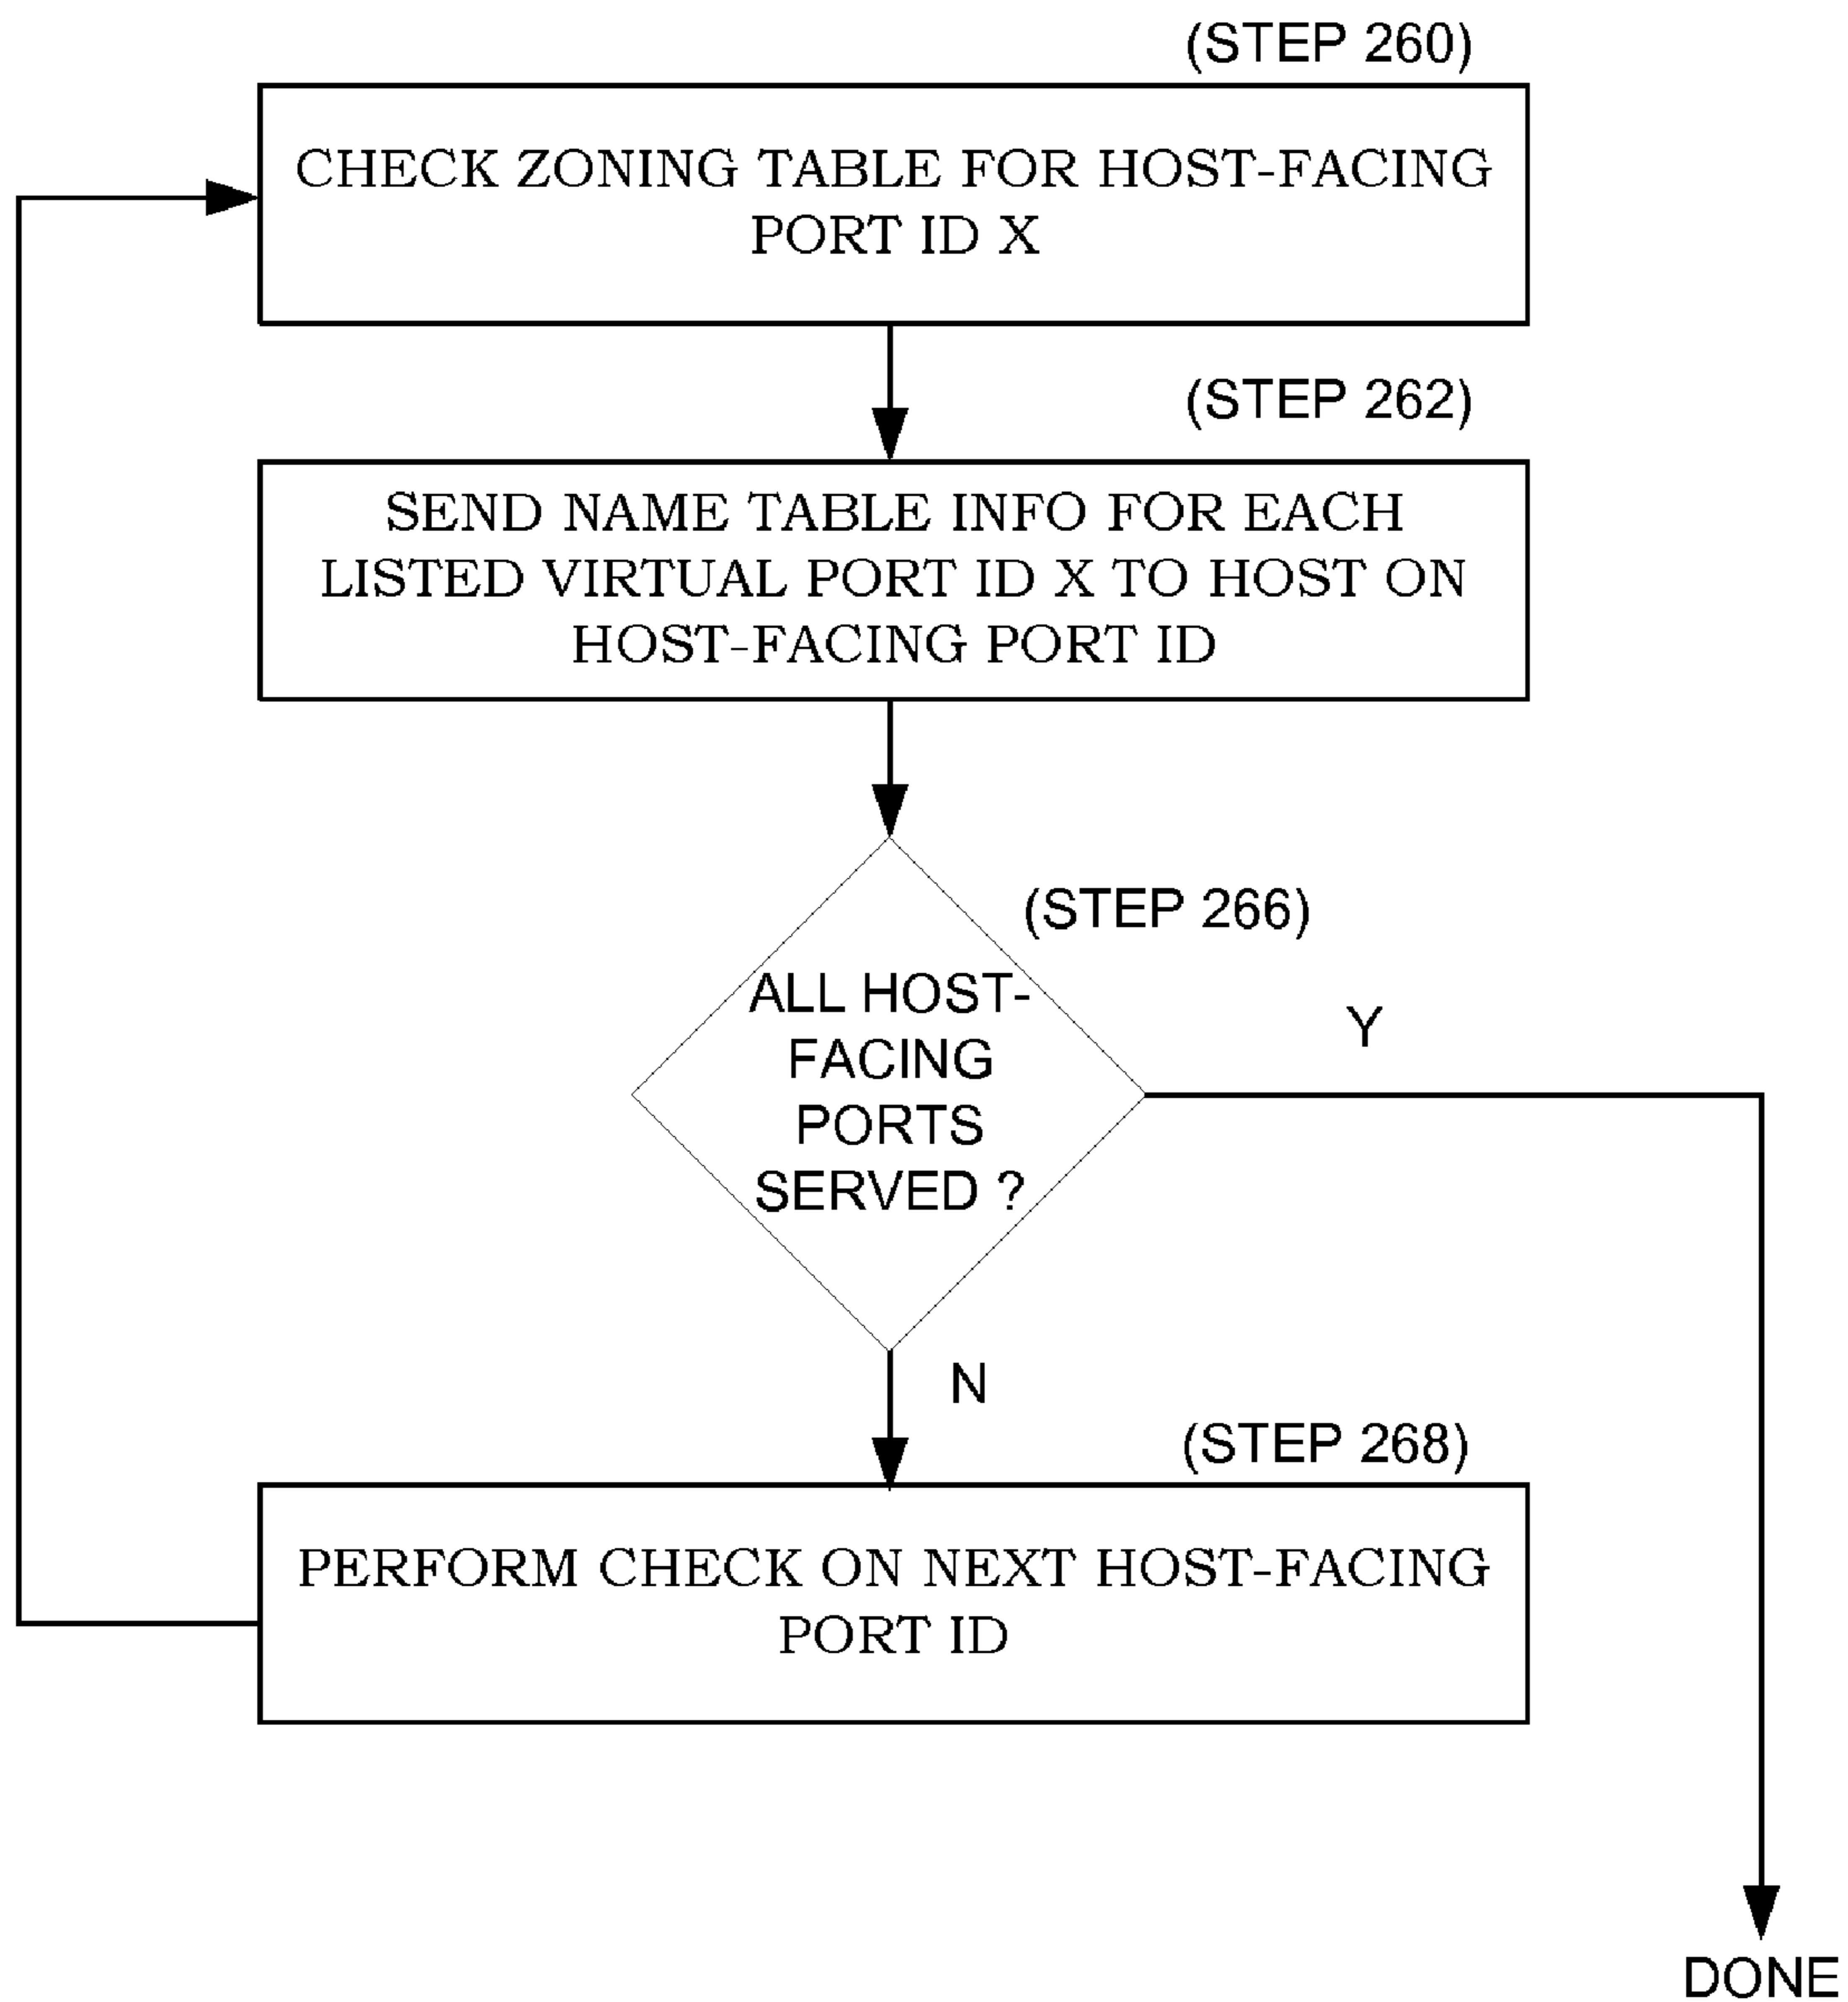 (STEP 260)
CHECK ZONING TABLE FOR HOST-FACING
PORT ID X
(STEP 262)
SEND NAME TABLE INFO FOR EACH
LISTED VIRTUAL PORT ID X TO HOST ON
HOST-FACING PORT ID
(STEP 266)
ALL HOST-
FACING
PORTS
SERVED ?
Y
N
(STEP 268)
PERFORM CHECK ON NEXT HOST-FACING
PORT ID
DONE